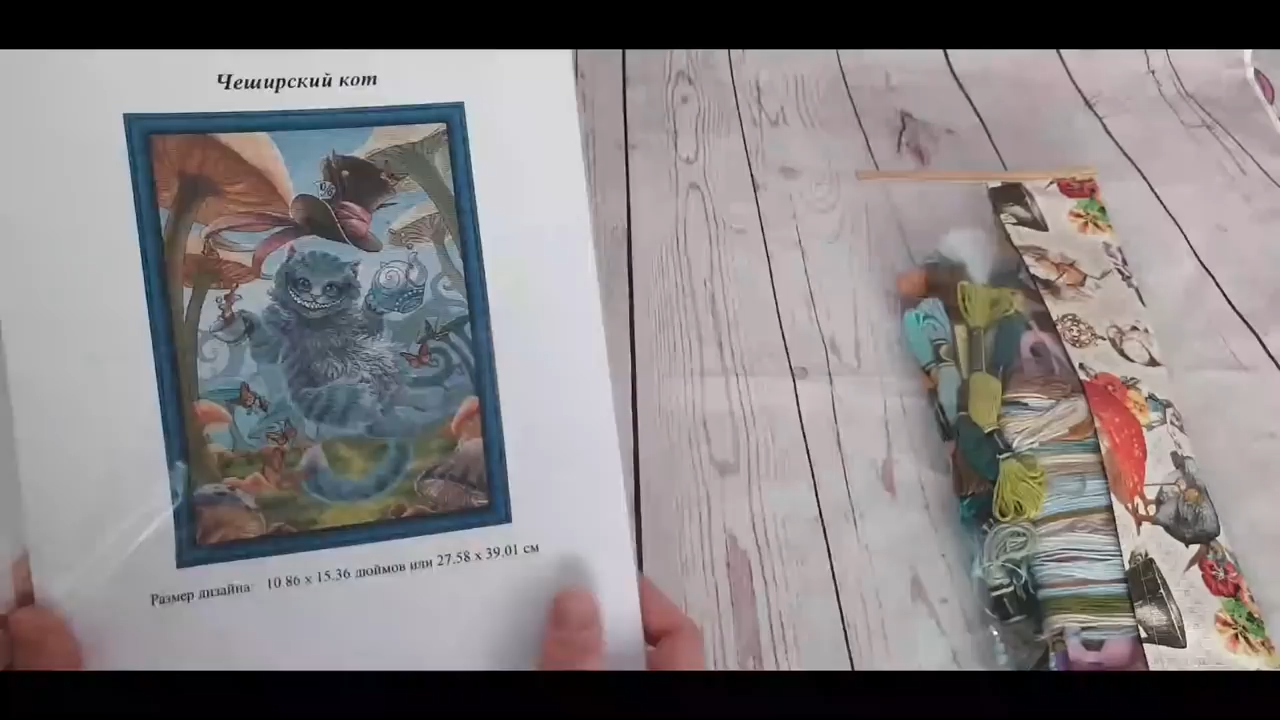 Чеширский кот
Размер дизайна: 10.86 x 15.36 дюймов или 27.58 x 39.01 см